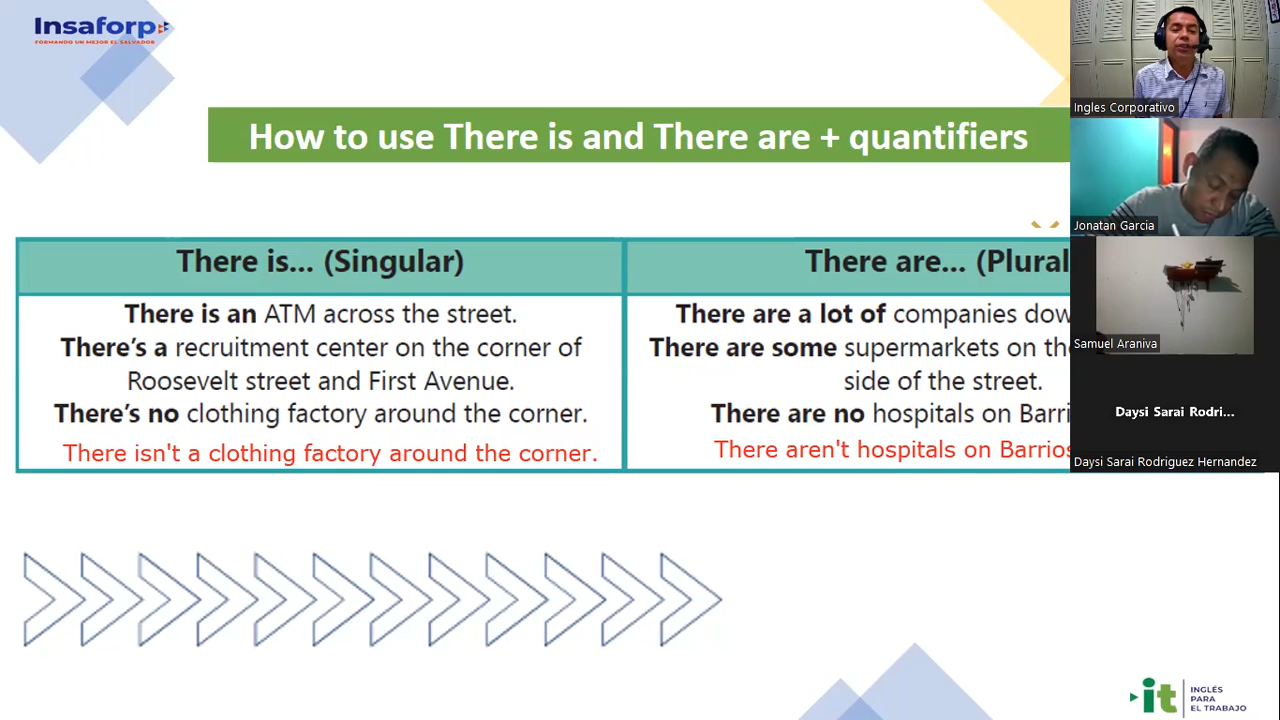 Insaforp
FORMANDO UN MEJOR EL SALVADOR
How to use There is and There are + quantifiers
There is... (Singular)
There is an ATM across the street.
There's a recruitment center on the corner of
Roosevelt street and First Avenue.
There's no clothing factory around the corner.
There isn't a clothing factory around the corner.
There are... (Plural
There are a lot of companies dow
There are some supermarkets on the
side of the street.
There are no hospitals on Barri
There aren't hospitals on Barrios
Ingles Corporativo
Jonatan Garcia
Samuel Araniva
Daysi Sarai Rodri...
Daysi Sarai Rodriguez Hernandez
it
INGLÉS
PARA
EL TRABAJO